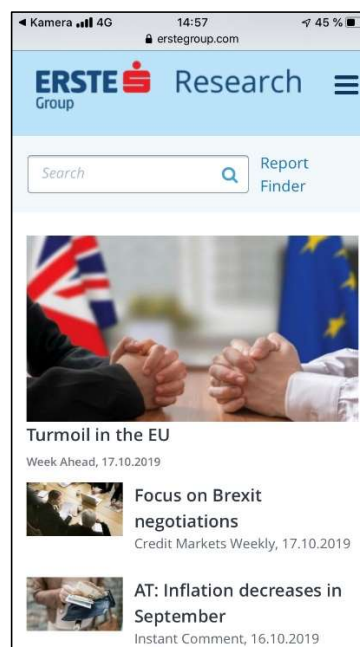 Kamera 4G 14:57 45 %
erstegroup.com
ERSTE Group Research
Search
Report
Finder
Turmoil in the EU
Week Ahead, 17.10.2019
Focus on Brexit
negotiations
Credit Markets Weekly, 17.10.2019
AT: Inflation decreases in
September
Instant Comment, 16.10.2019